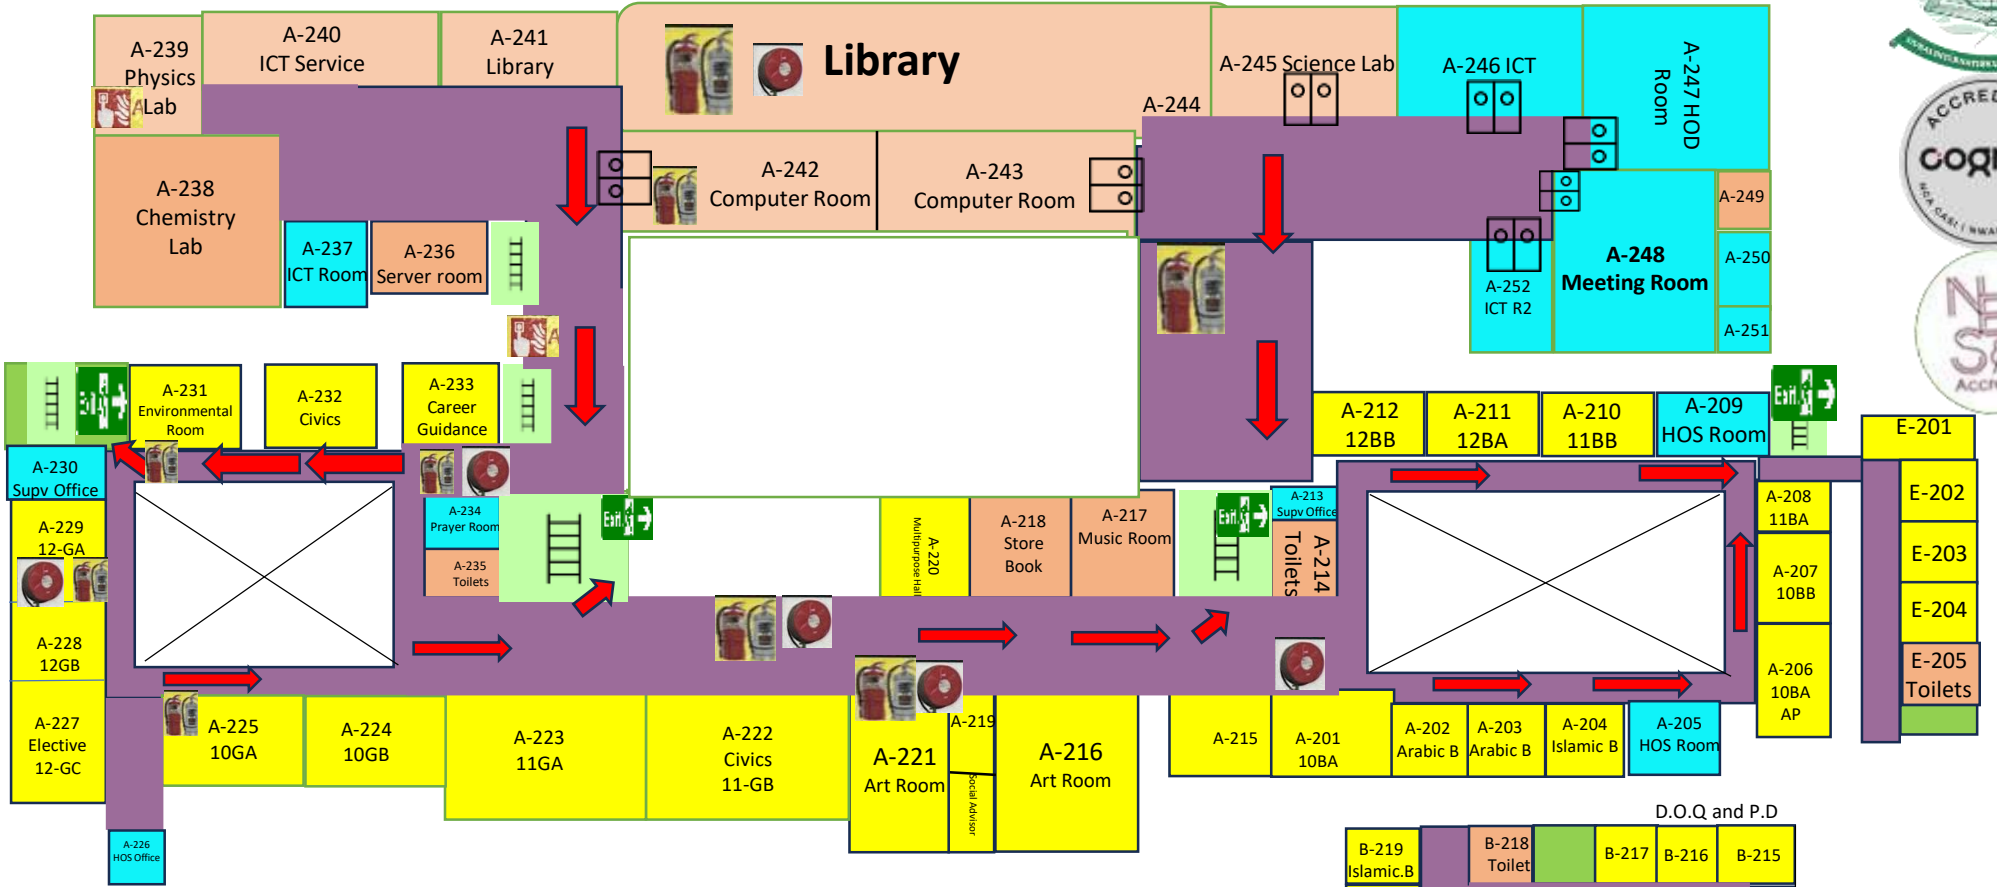 A-239
Physics
Lab
A-240
ICT Service
A-241
Library
Library
A-244
A-245 Science Lab
A-246 ICT
A-247 HOD
Room
A-238
Chemistry
Lab
A-237
ICT Room
A-236
Server room
A-242
Computer Room
A-243
Computer Room
A-248
Meeting Room
A-249
A-250
A-251
A-252
ICT R2
A-231
Environmental
Room
A-232
Civics
A-233
Career
Guidance
A-212
12BB
A-211
12BA
A-210
11BB
A-209
HOS Room
Exit
E-201
E-202
E-203
E-204
E-205
Toilets
A-230
Supv Office
A-229
12-GA
A-228
12GB
A-227
Elective
12-GC
A-226
HOS Office
A-234
Prayer Room
A-235
Toilets
Exit
A-220
Multipurpose Hall
A-218
Store
Book
A-217
Music Room
Exit
A-213
Supv Office
A-214
Toilets
A-208
11BA
A-207
10BB
A-206
10BA
AP
A-225
10GA
A-224
10GB
A-223
11GA
A-222
Civics
11-GB
A-221
Art Room
A-219
Social Advisor
A-216
Art Room
A-215
A-201
10BA
A-202
Arabic B
A-203
Arabic B
A-204
Islamic B
A-205
HOS Room
D.O.Q and P.D
B-219
Islamic.B
B-218
Toilet
B-217
B-216
B-215